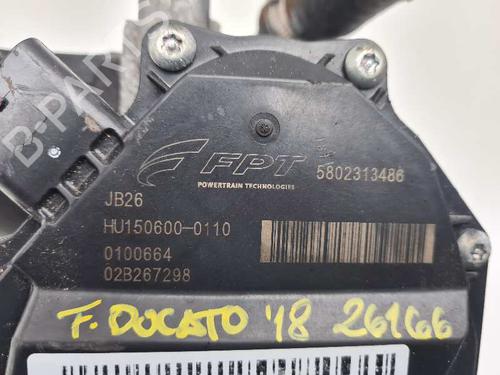 B-PARTS
FPT
POWERTRAIN TECHNOLOGIES
5802313486
JB26
HU150600-0110
0100664
02B267298
F. DUCATO '18 26166